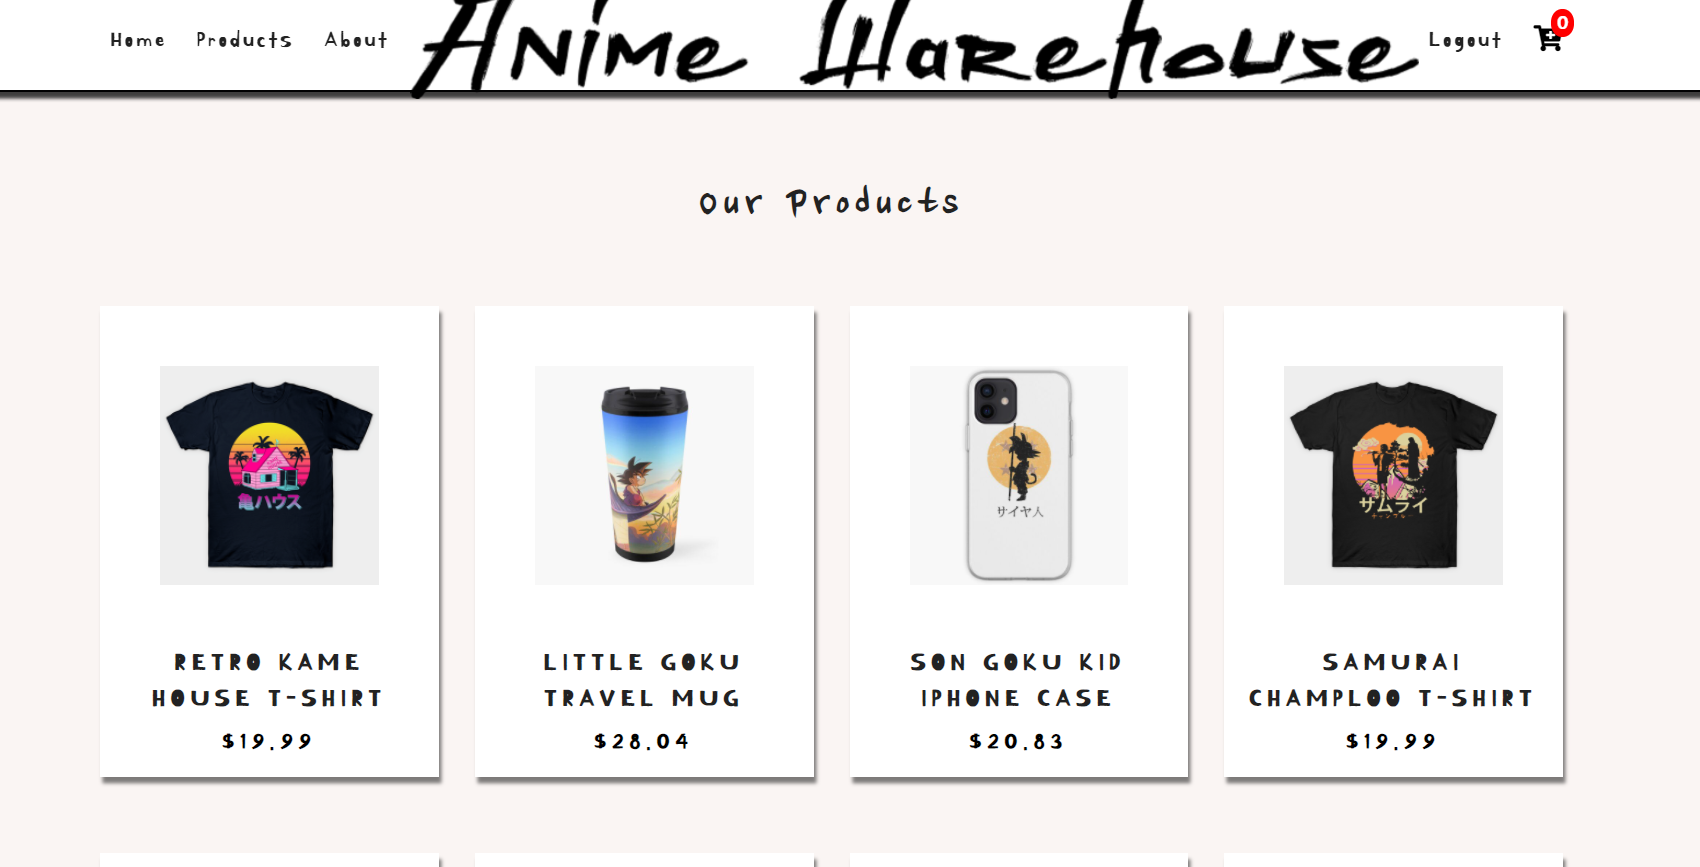 Home Products About Anime Warehouse Logout 0
Our Products
亀ハウス
サイヤ人
サムライ
RETRO KAME
HOUSE T-SHIRT
$19.99
LITTLE GOKU
TRAVEL MUG
$28.04
SON GOKU KID
IPHONE CASE
$20.83
SAMURAI
CHAMPLOO T-SHIRT
$19.99